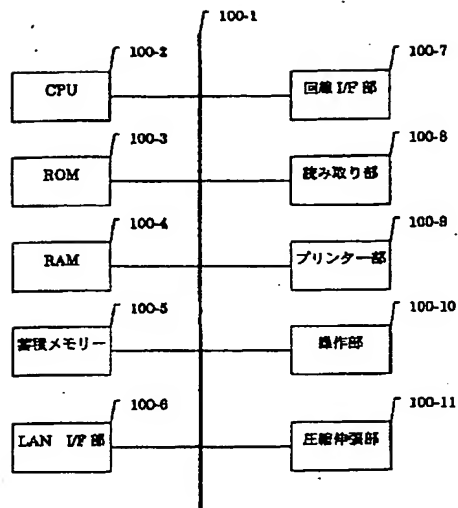 100-1
100-2
CPU
100-7
回線 I/F 部
100-3
ROM
100-8
読み取り部
100-4
RAM
100-9
プリンター部
100-5
蓄積メモリー
100-10
操作部
100-6
LAN I/F 部
100-11
圧縮伸張部